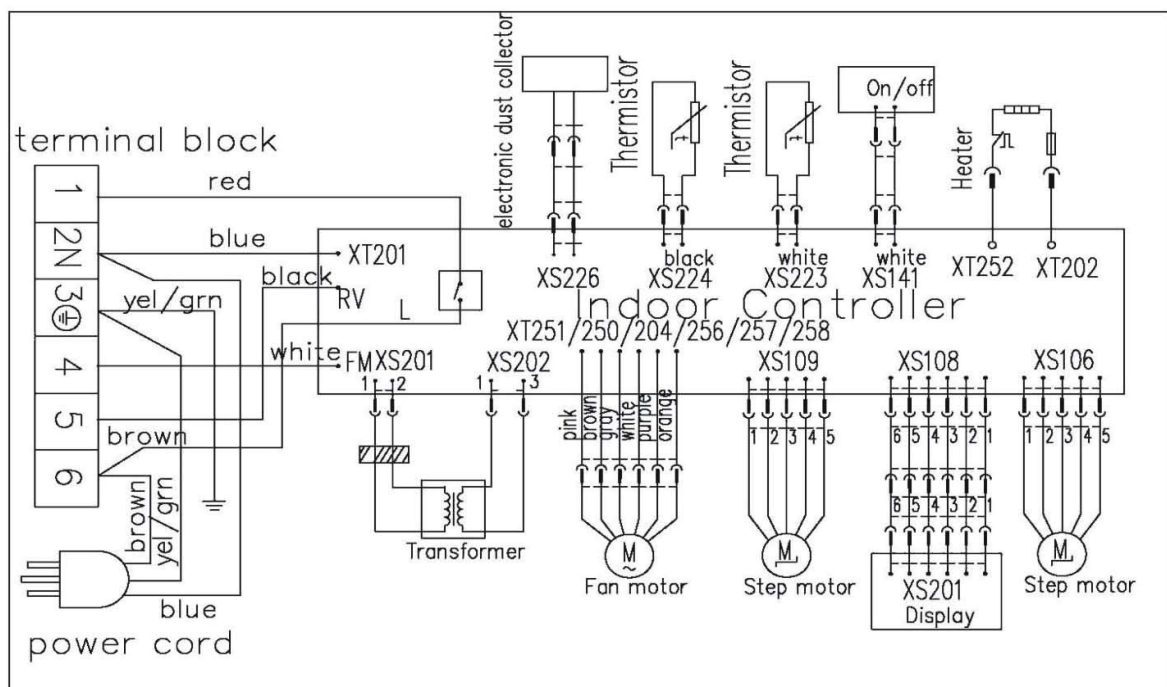 electronic dust collector
Thermistor
Thermistor
On/off
Heater
terminal block
1
2N
3
4
5
6
red
blue
black
yel/grn
white
brown
brown
yel/grn
blue
power cord
XT201
RV
L
FM
XS201
1 2
XS202
1 3
XS226
black
XS224
white
XS223
white
XS141
XT252
XT202
Indoor Controller
XT251/250/204/256/257/258
XS109
XS108
XS106
pink
brown
gray
white
purple
orange
1 2 3 4 5
6 5 4 3 2 1
1 2 3 4 5
6 5 4 3 2 1
t
t
Transformer
M
~
Fan motor
M
Step motor
XS201
Display
M
Step motor